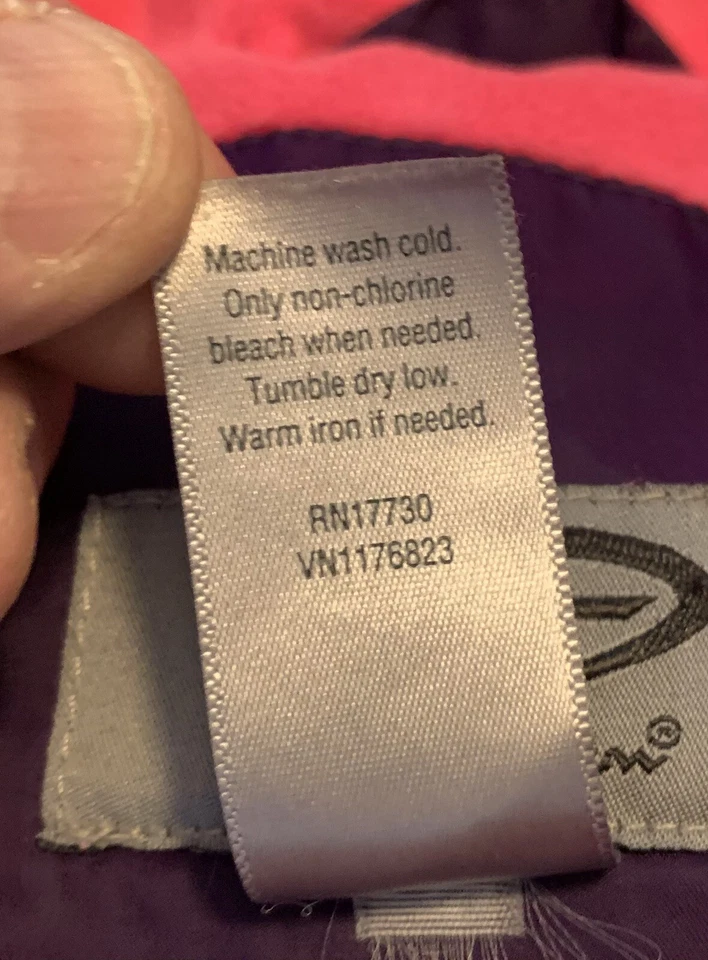 Machine wash cold.
Only non-chlorine
bleach when needed.
Tumble dry low.
Warm iron if needed.
RN17730
VN1176823